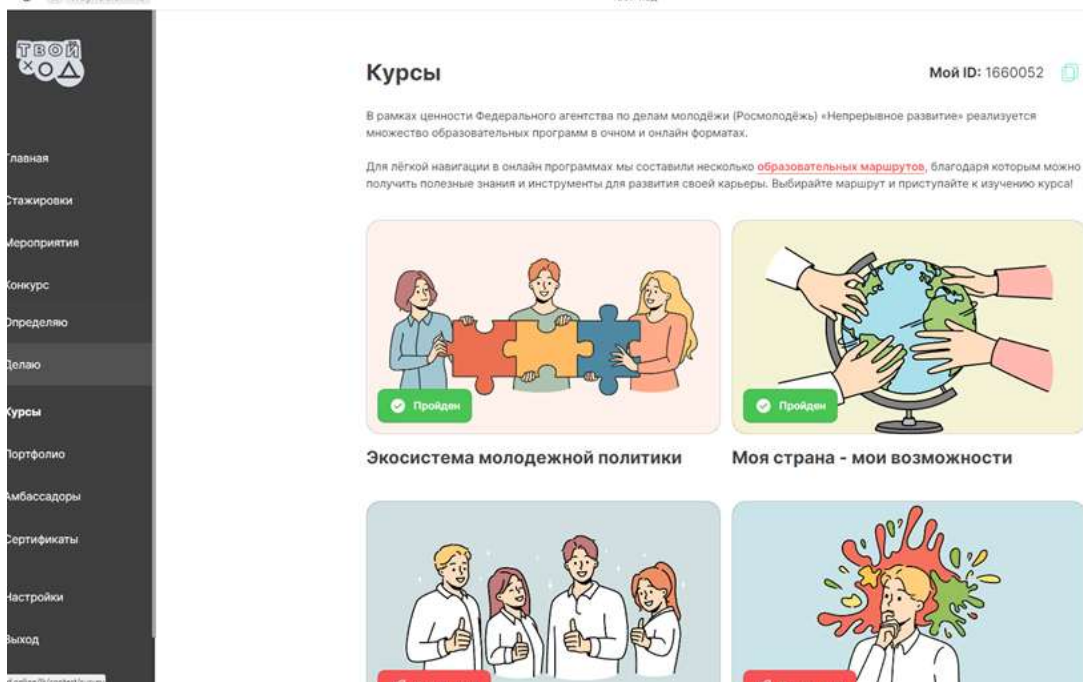 ТВОЙ
ХОД
Главная
Стажировки
Мероприятия
Конкурс
Определяю
Делаю
Курсы
Портфолио
Амбассадоры
Сертификаты
Настройки
Выход
Курсы
Мой ID: 1660052
В рамках ценности Федерального агентства по делам молодёжи (Росмолодёжь) «Непрерывное развитие» реализуется
множество образовательных программ в очном и онлайн форматах.
Для лёгкой навигации в онлайн программах мы составили несколько образовательных маршрутов, благодаря которым можно
получить полезные знания и инструменты для развития своей карьеры. Выбирайте маршрут и приступайте к изучению курса!
Пройден
Пройден
Экосистема молодежной политики
Моя страна - мои возможности